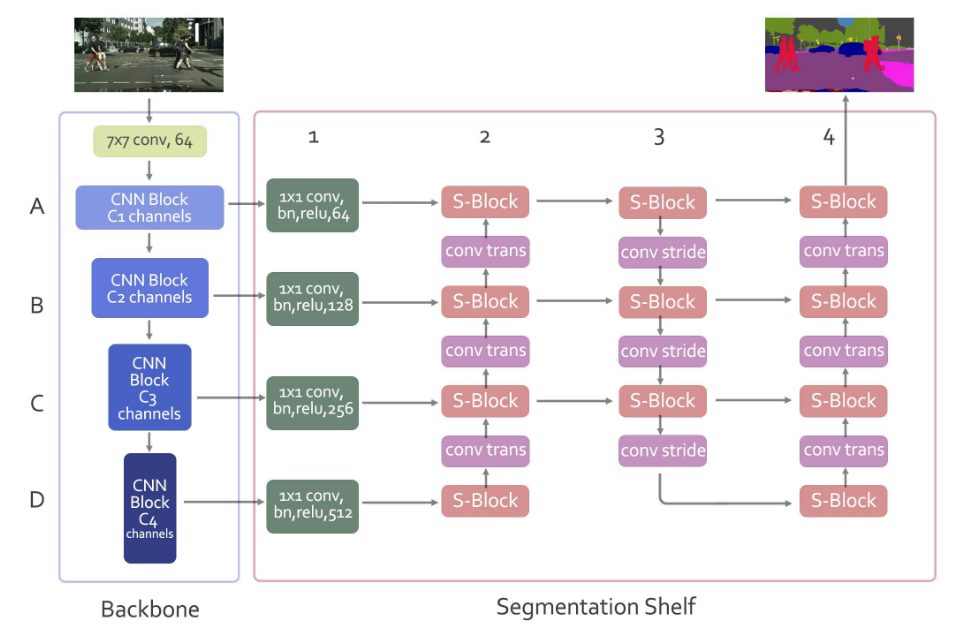 1
2
3
4
7x7 conv, 64
A
CNN Block
C1 channels
1x1 conv,
bn,relu,64
S-Block
S-Block
S-Block
conv trans
conv stride
conv trans
B
CNN Block
C2 channels
1x1 conv,
bn,relu,128
S-Block
S-Block
S-Block
conv trans
conv stride
conv trans
C
CNN
Block
C3
channels
1x1 conv,
bn,relu,256
S-Block
S-Block
S-Block
conv trans
conv stride
conv trans
D
CNN
Block
C4
channels
1x1 conv,
bn,relu,512
S-Block
S-Block
Backbone
Segmentation Shelf